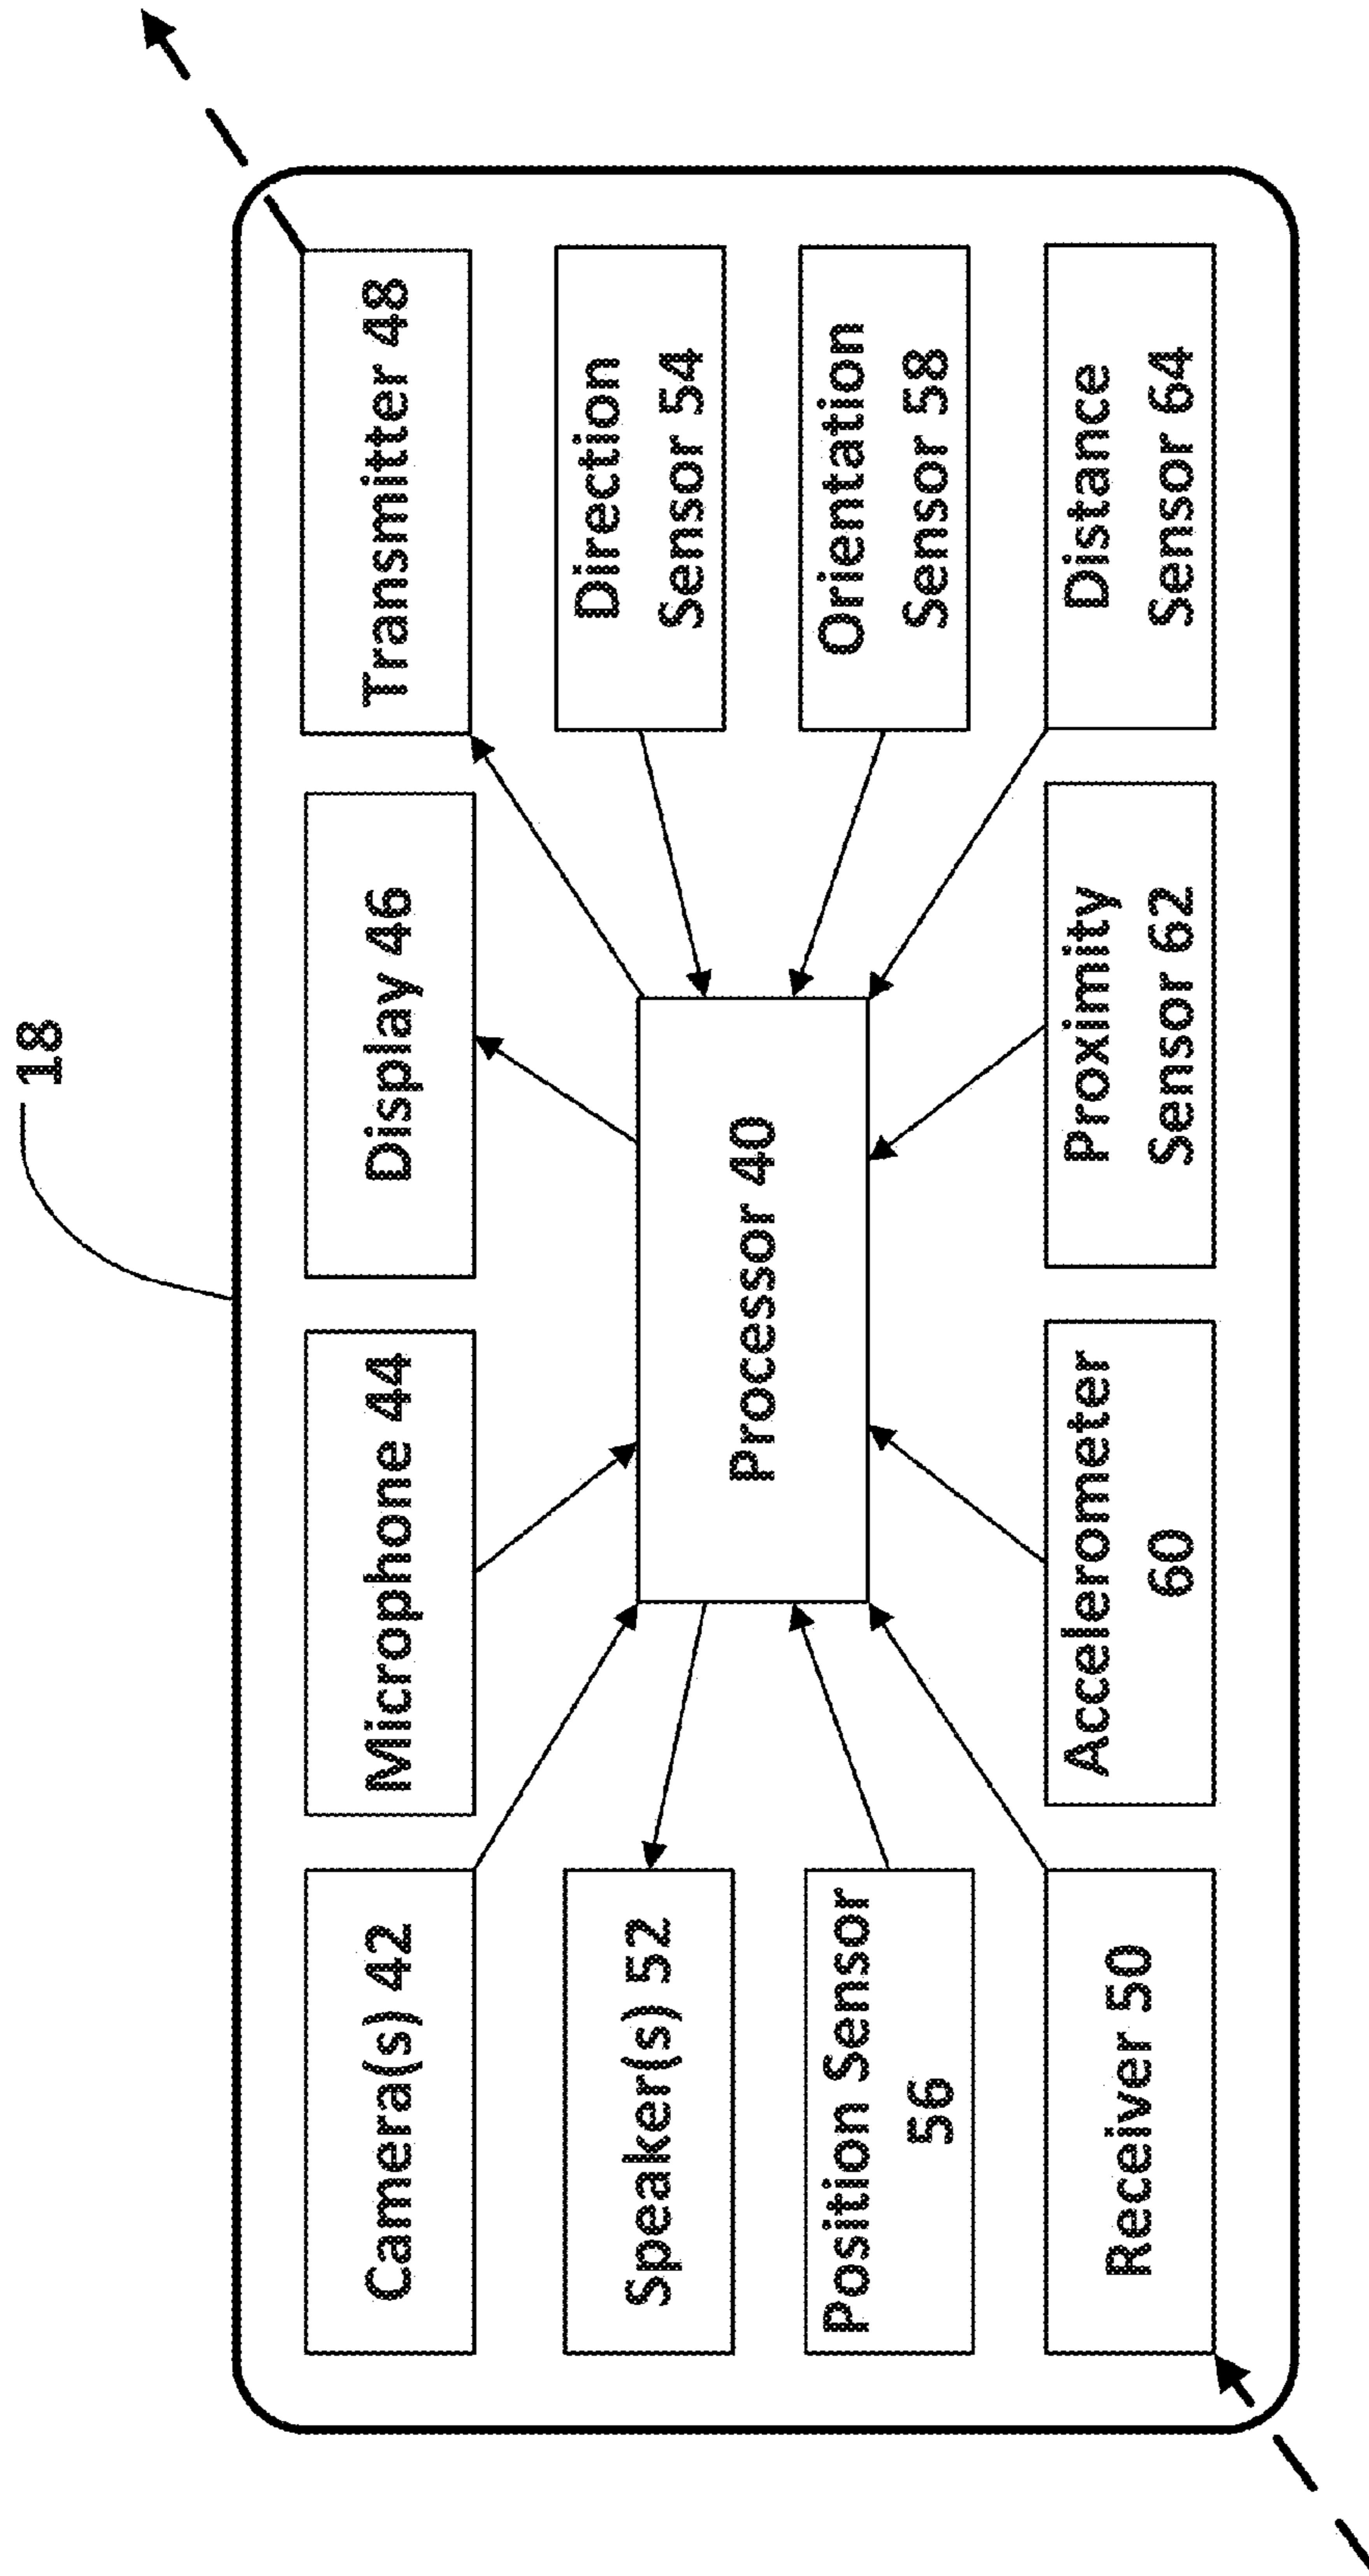 18
Camera(s) 42
Microphone 44
Display 46
Transmitter 48
Speaker(s) 52
Direction
Sensor 54
Processor 40
Position Sensor
56
Orientation
Sensor 58
Receiver 50
Accelerometer
60
Proximity
Sensor 62
Distance
Sensor 64